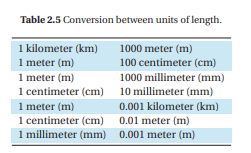 Table 2.5 Conversion between units of length.
1 kilometer (km) 1000 meter (m)
1 meter (m) 100 centimeter (cm)
1 meter (m) 1000 millimeter (mm)
1 centimeter (cm) 10 millimeter (mm)
1 meter (m) 0.001 kilometer (km)
1 centimeter (cm) 0.01 meter (m)
1 millimeter (mm) 0.001 meter (m)